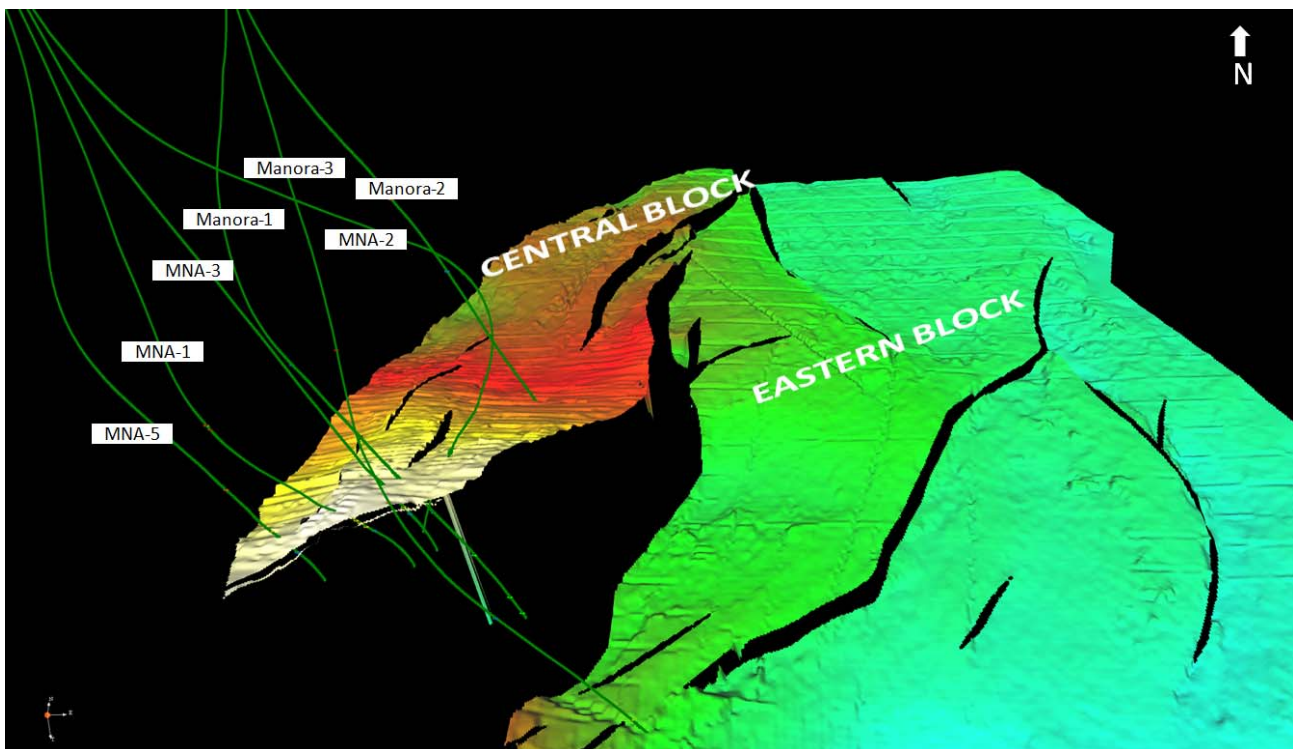 N
Manora-3
Manora-2
CENTRAL BLOCK
Manora-1
MNA-2
MNA-3
EASTERN BLOCK
MNA-1
MNA-5